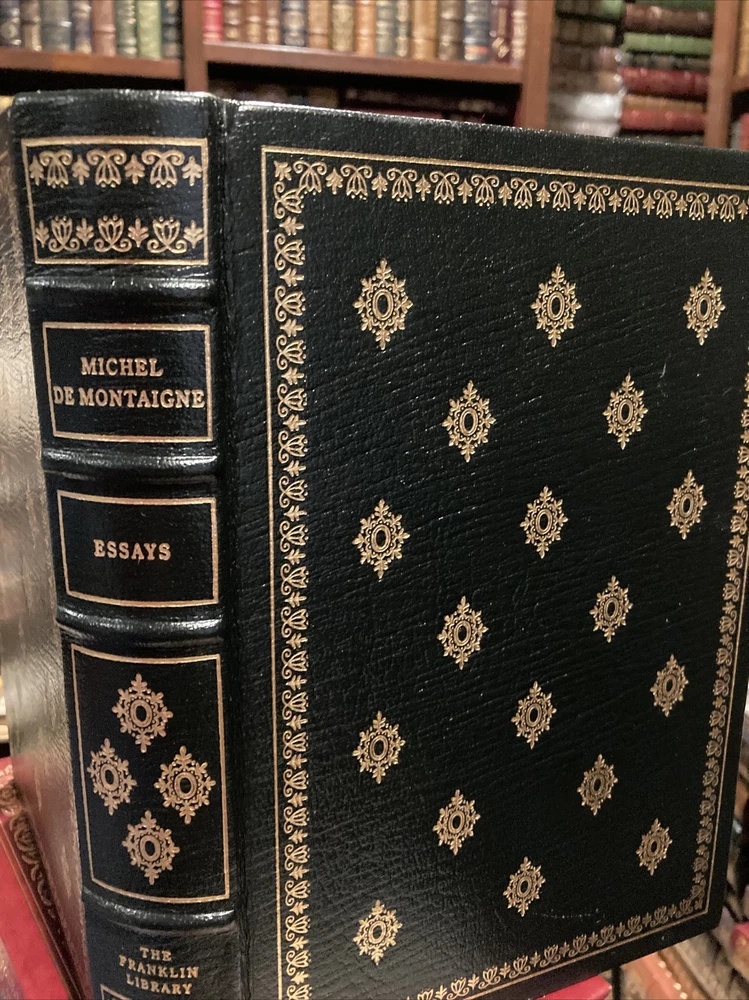 MICHEL
DE MONTAIGNE
ESSAYS
THE
FRANKLIN
LIBRARY